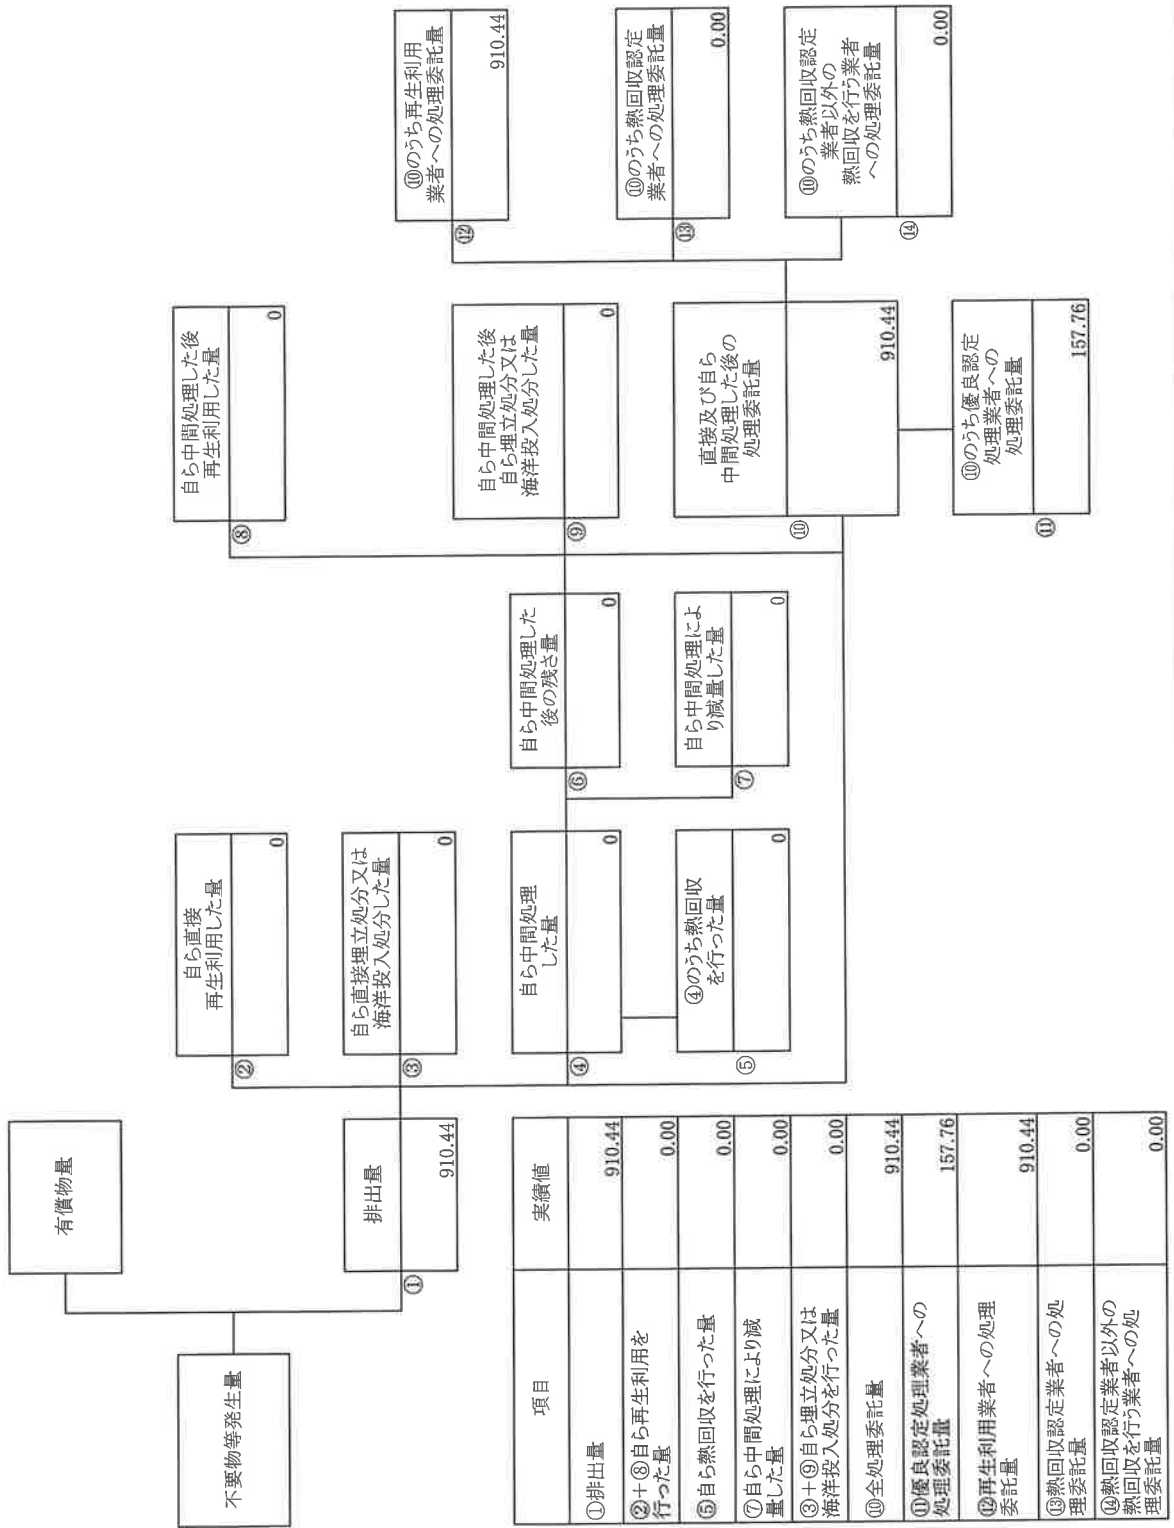 不要物等発生量
有償物量
排出量
①
910.44
自ら直接
再生利用した量
②
0
自ら直接埋立処分又は
海洋投入処分した量
③
0
自ら中間処理
した量
④
0
④のうち熱回収
を行った量
⑤
0
自ら中間処理した
後の残さ量
⑥
0
自ら中間処理によ
り減量した量
⑦
0
自ら中間処理した後
再生利用した量
⑧
0
自ら中間処理した後
自ら埋立処分又は
海洋投入処分した量
⑨
0
直接及び自ら
中間処理した後の
処理委託量
⑩
910.44
⑩のうち優良認定
処理業者への
処理委託量
⑪
157.76
⑩のうち再生利用
業者への処理委託量
⑫
910.44
⑩のうち熱回収認定
業者への処理委託量
⑬
0.00
⑩のうち熱回収認定
業者以外の
熱回収を行う業者
への処理委託量
⑭
0.00
項目
実績値
①排出量
910.44
②+⑧自ら再生利用を
行った量
0.00
⑤自ら熱回収を行った量
0.00
⑦自ら中間処理により減
量した量
0.00
③+⑨自ら埋立処分又は
海洋投入処分を行った量
0.00
⑩全処理委託量
910.44
⑪優良認定処理業者への
処理委託量
157.76
⑫再生利用業者への処理
委託量
910.44
⑬熱回収認定業者への処
理委託量
0.00
⑭熱回収認定業者以外の
熱回収を行う業者への処
理委託量
0.00